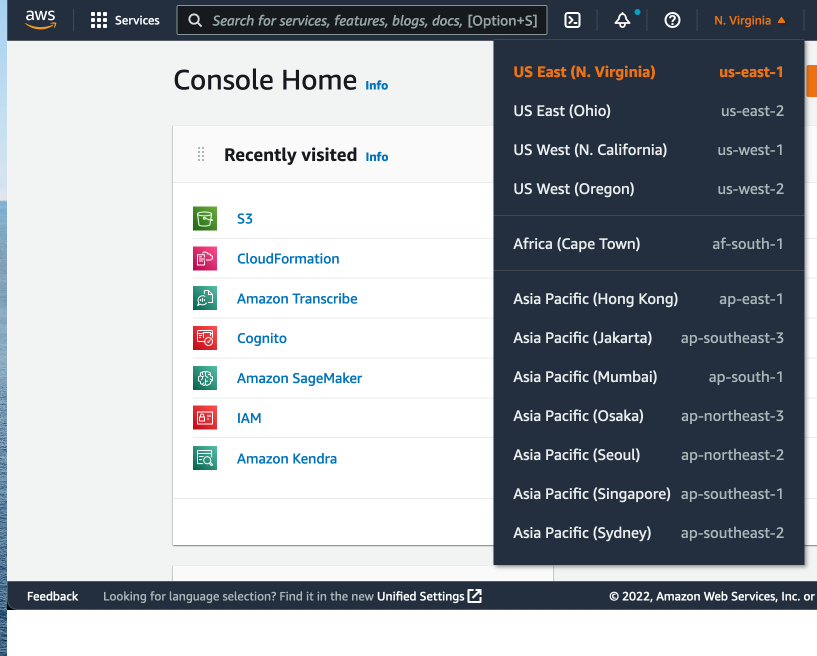 aws Services Search for services, features, blogs, docs, [Option+S] N. Virginia
Console Home Info
Recently visited Info
S3
CloudFormation
Amazon Transcribe
Cognito
Amazon SageMaker
IAM
Amazon Kendra
US East (N. Virginia) us-east-1
US East (Ohio) us-east-2
US West (N. California) us-west-1
US West (Oregon) us-west-2
Africa (Cape Town) af-south-1
Asia Pacific (Hong Kong) ap-east-1
Asia Pacific (Jakarta) ap-southeast-3
Asia Pacific (Mumbai) ap-south-1
Asia Pacific (Osaka) ap-northeast-3
Asia Pacific (Seoul) ap-northeast-2
Asia Pacific (Singapore) ap-southeast-1
Asia Pacific (Sydney) ap-southeast-2
Feedback Looking for language selection? Find it in the new Unified Settings © 2022, Amazon Web Services, Inc. or